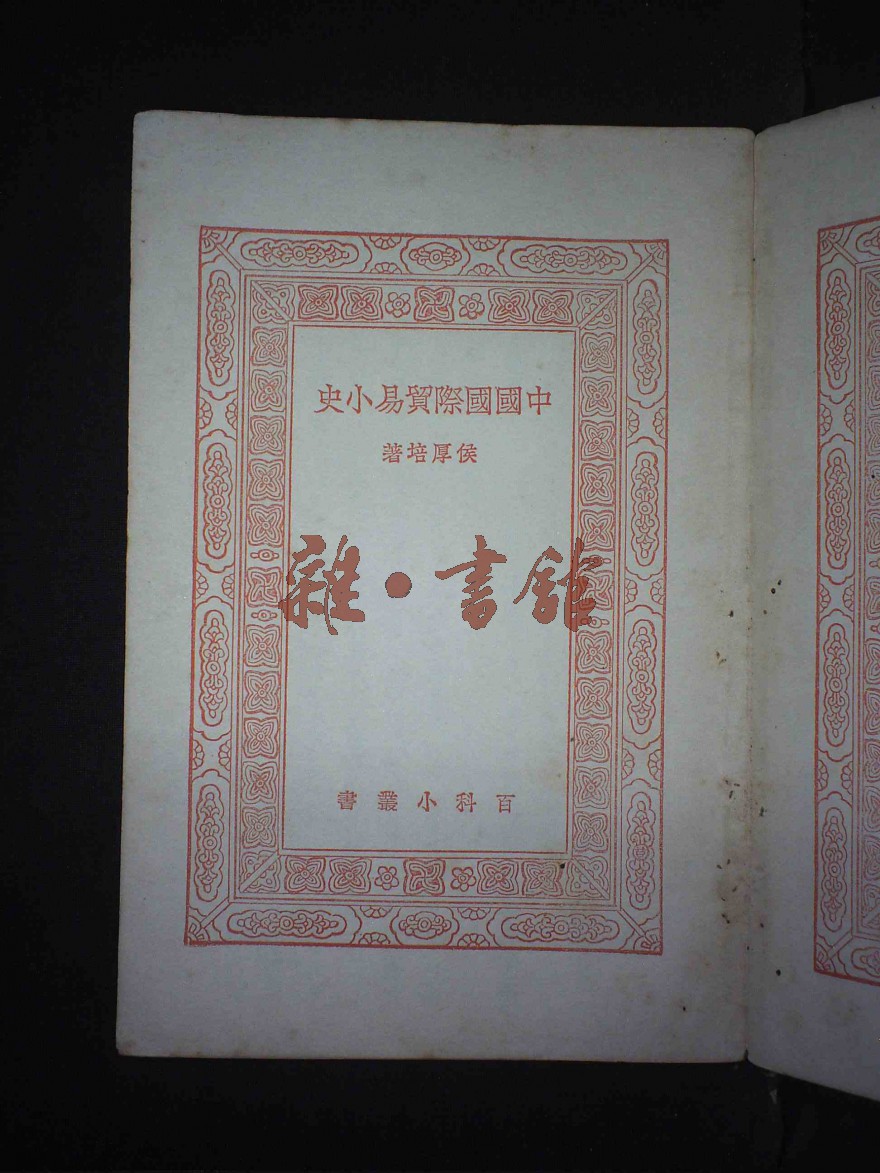 中國國際貿易小史
侯厚培著
雜·書館
百科小叢書